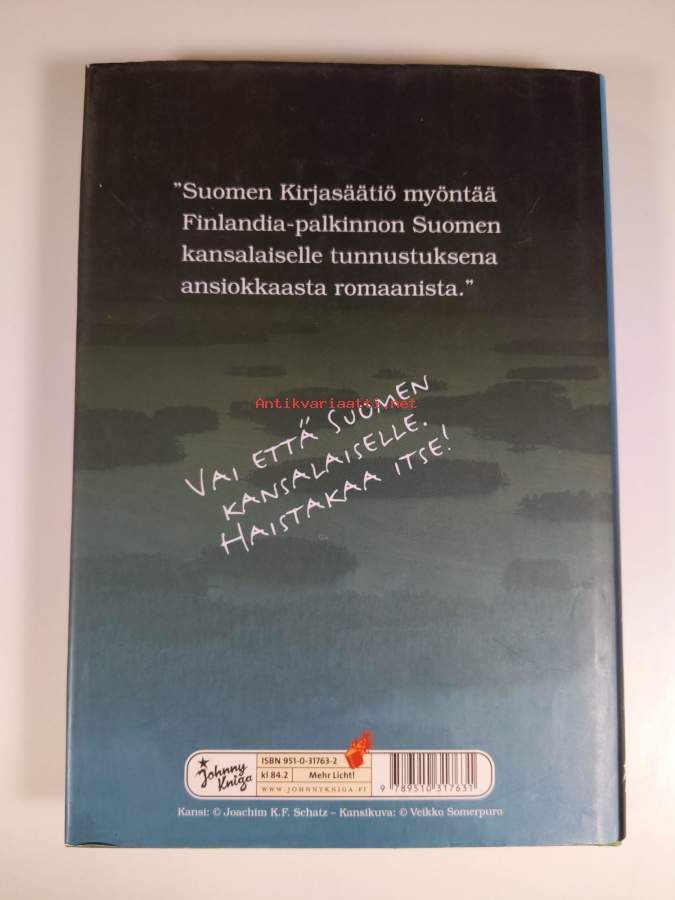 "Suomen Kirjasäätiö myöntää
Finlandia-palkinnon Suomen
kansalaiselle tunnustuksena
ansiokkaasta romaanista."
Antikvariaatti.net
VAI ETTÄ SUOMEN
KANSALAISELLE.
HAISTAKAA ITSE!
Johnny
Kniga
ISBN 951-0-31763-2
kl 84.2
Mehr Licht!
WWW.JOHNNYKNIGA.FI
9 789510 317631
Kansi: © Joachim K.F. Schatz – Kansikuva: © Veikko Somerpuro